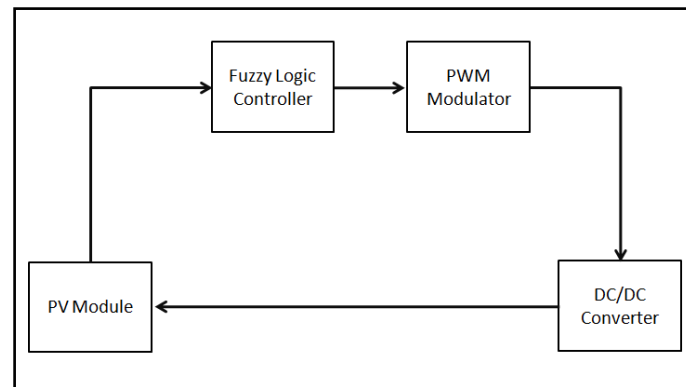 Fuzzy Logic
Controller
PWM
Modulator
PV Module
DC/DC
Converter